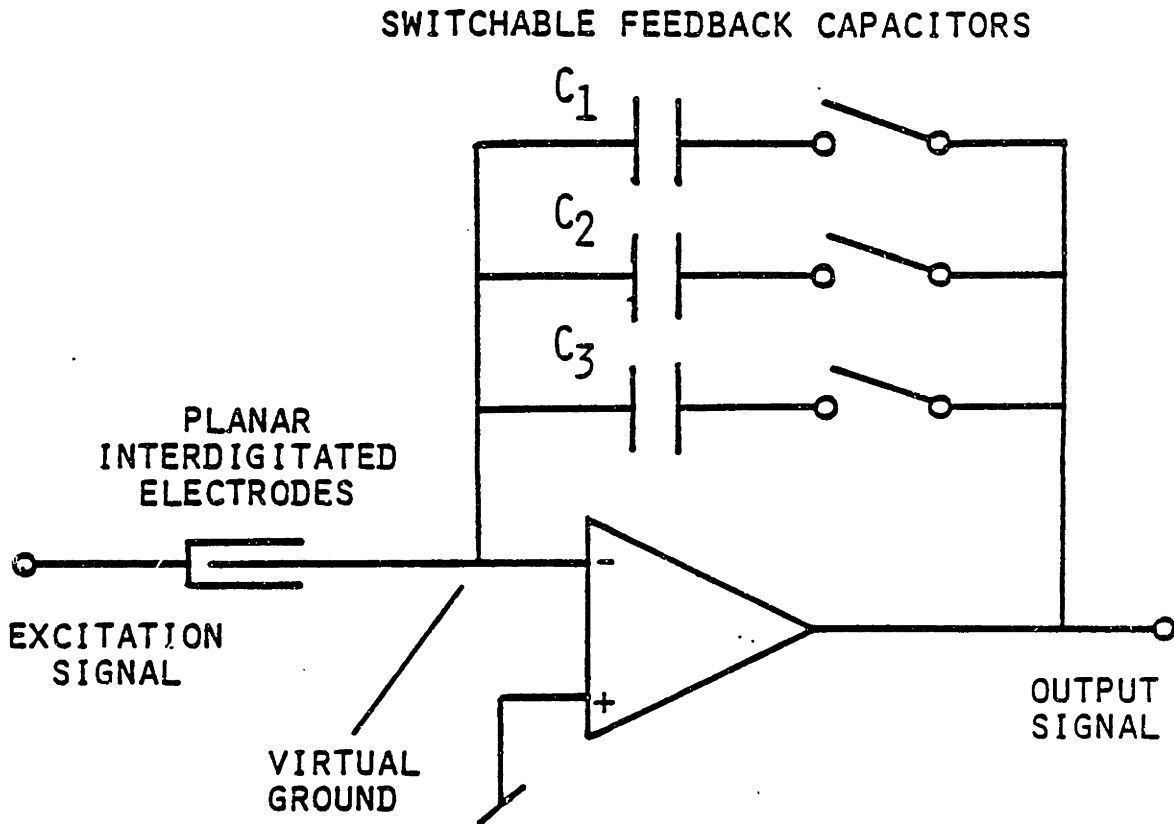 SWITCHABLE FEEDBACK CAPACITORS
C1
C2
C3
PLANAR
INTERDIGITATED
ELECTRODES
-
EXCITATION
SIGNAL
+
OUTPUT
SIGNAL
VIRTUAL
GROUND